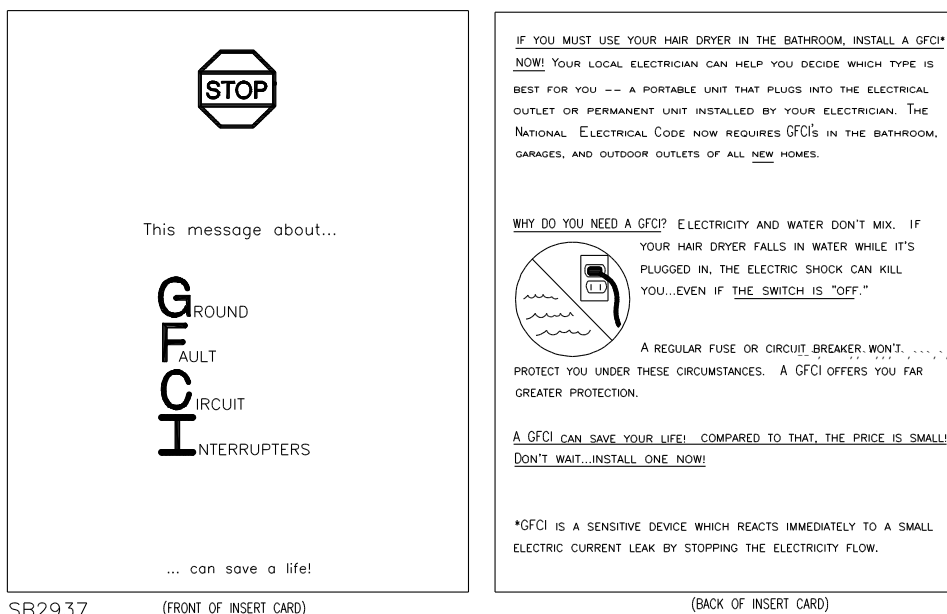 STOP
This message about...
GROUND
FAULT
CIRCUIT
INTERRUPTERS
... can save a life!
SB2937
(FRONT OF INSERT CARD)
IF YOU MUST USE YOUR HAIR DRYER IN THE BATHROOM, INSTALL A GFCI*
NOW! YOUR LOCAL ELECTRICIAN CAN HELP YOU DECIDE WHICH TYPE IS
BEST FOR YOU -- A PORTABLE UNIT THAT PLUGS INTO THE ELECTRICAL
OUTLET OR PERMANENT UNIT INSTALLED BY YOUR ELECTRICIAN. THE
NATIONAL ELECTRICAL CODE NOW REQUIRES GFCI'S IN THE BATHROOM,
GARAGES, AND OUTDOOR OUTLETS OF ALL NEW HOMES.
WHY DO YOU NEED A GFCI? ELECTRICITY AND WATER DON'T MIX. IF
YOUR HAIR DRYER FALLS IN WATER WHILE IT'S
PLUGGED IN, THE ELECTRIC SHOCK CAN KILL
YOU...EVEN IF THE SWITCH IS "OFF."
A REGULAR FUSE OR CIRCUIT BREAKER WON'T
PROTECT YOU UNDER THESE CIRCUMSTANCES. A GFCI OFFERS YOU FAR
GREATER PROTECTION.
A GFCI CAN SAVE YOUR LIFE! COMPARED TO THAT, THE PRICE IS SMALL!
DON'T WAIT...INSTALL ONE NOW!
*GFCI IS A SENSITIVE DEVICE WHICH REACTS IMMEDIATELY TO A SMALL
ELECTRIC CURRENT LEAK BY STOPPING THE ELECTRICITY FLOW.
(BACK OF INSERT CARD)